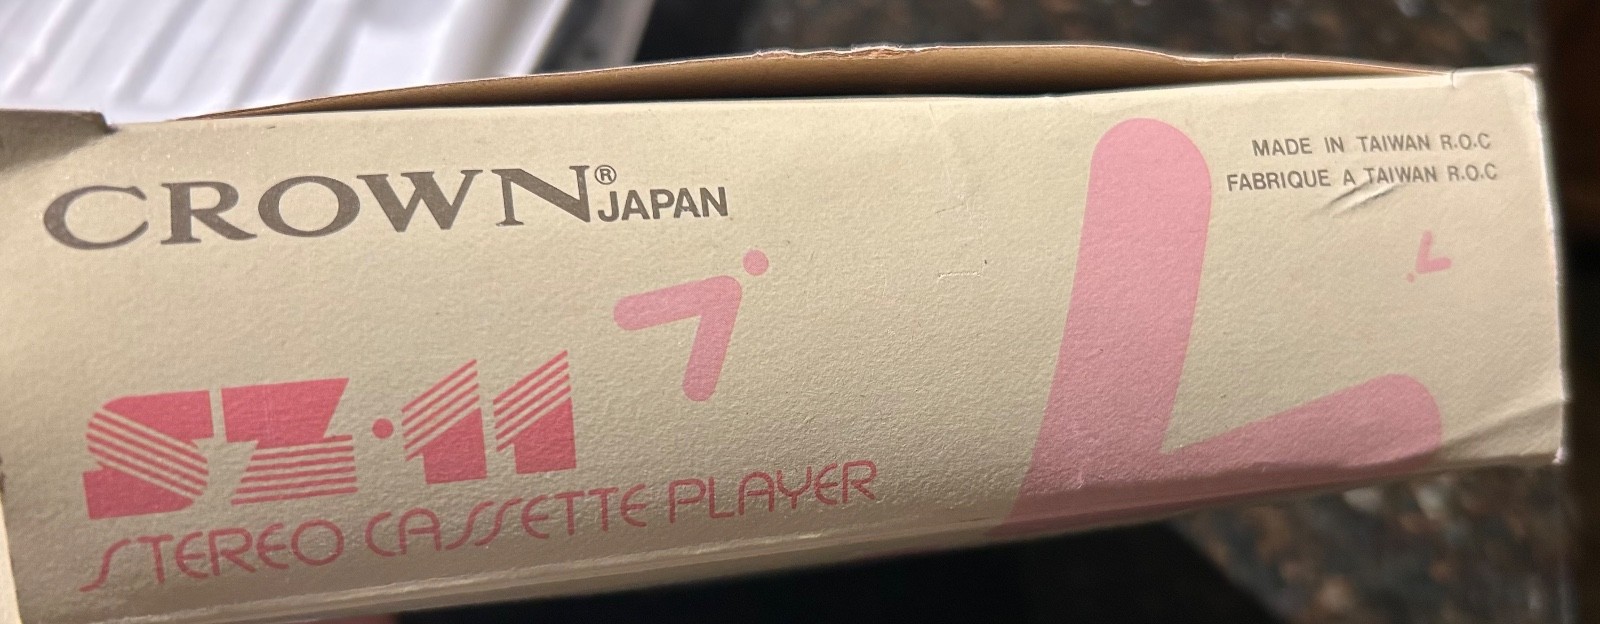 CROWN® JAPAN
MADE IN TAIWAN R.O.C
FABRIQUE A TAIWAN R.O.C
SZ·11
STEREO CASSETTE PLAYER